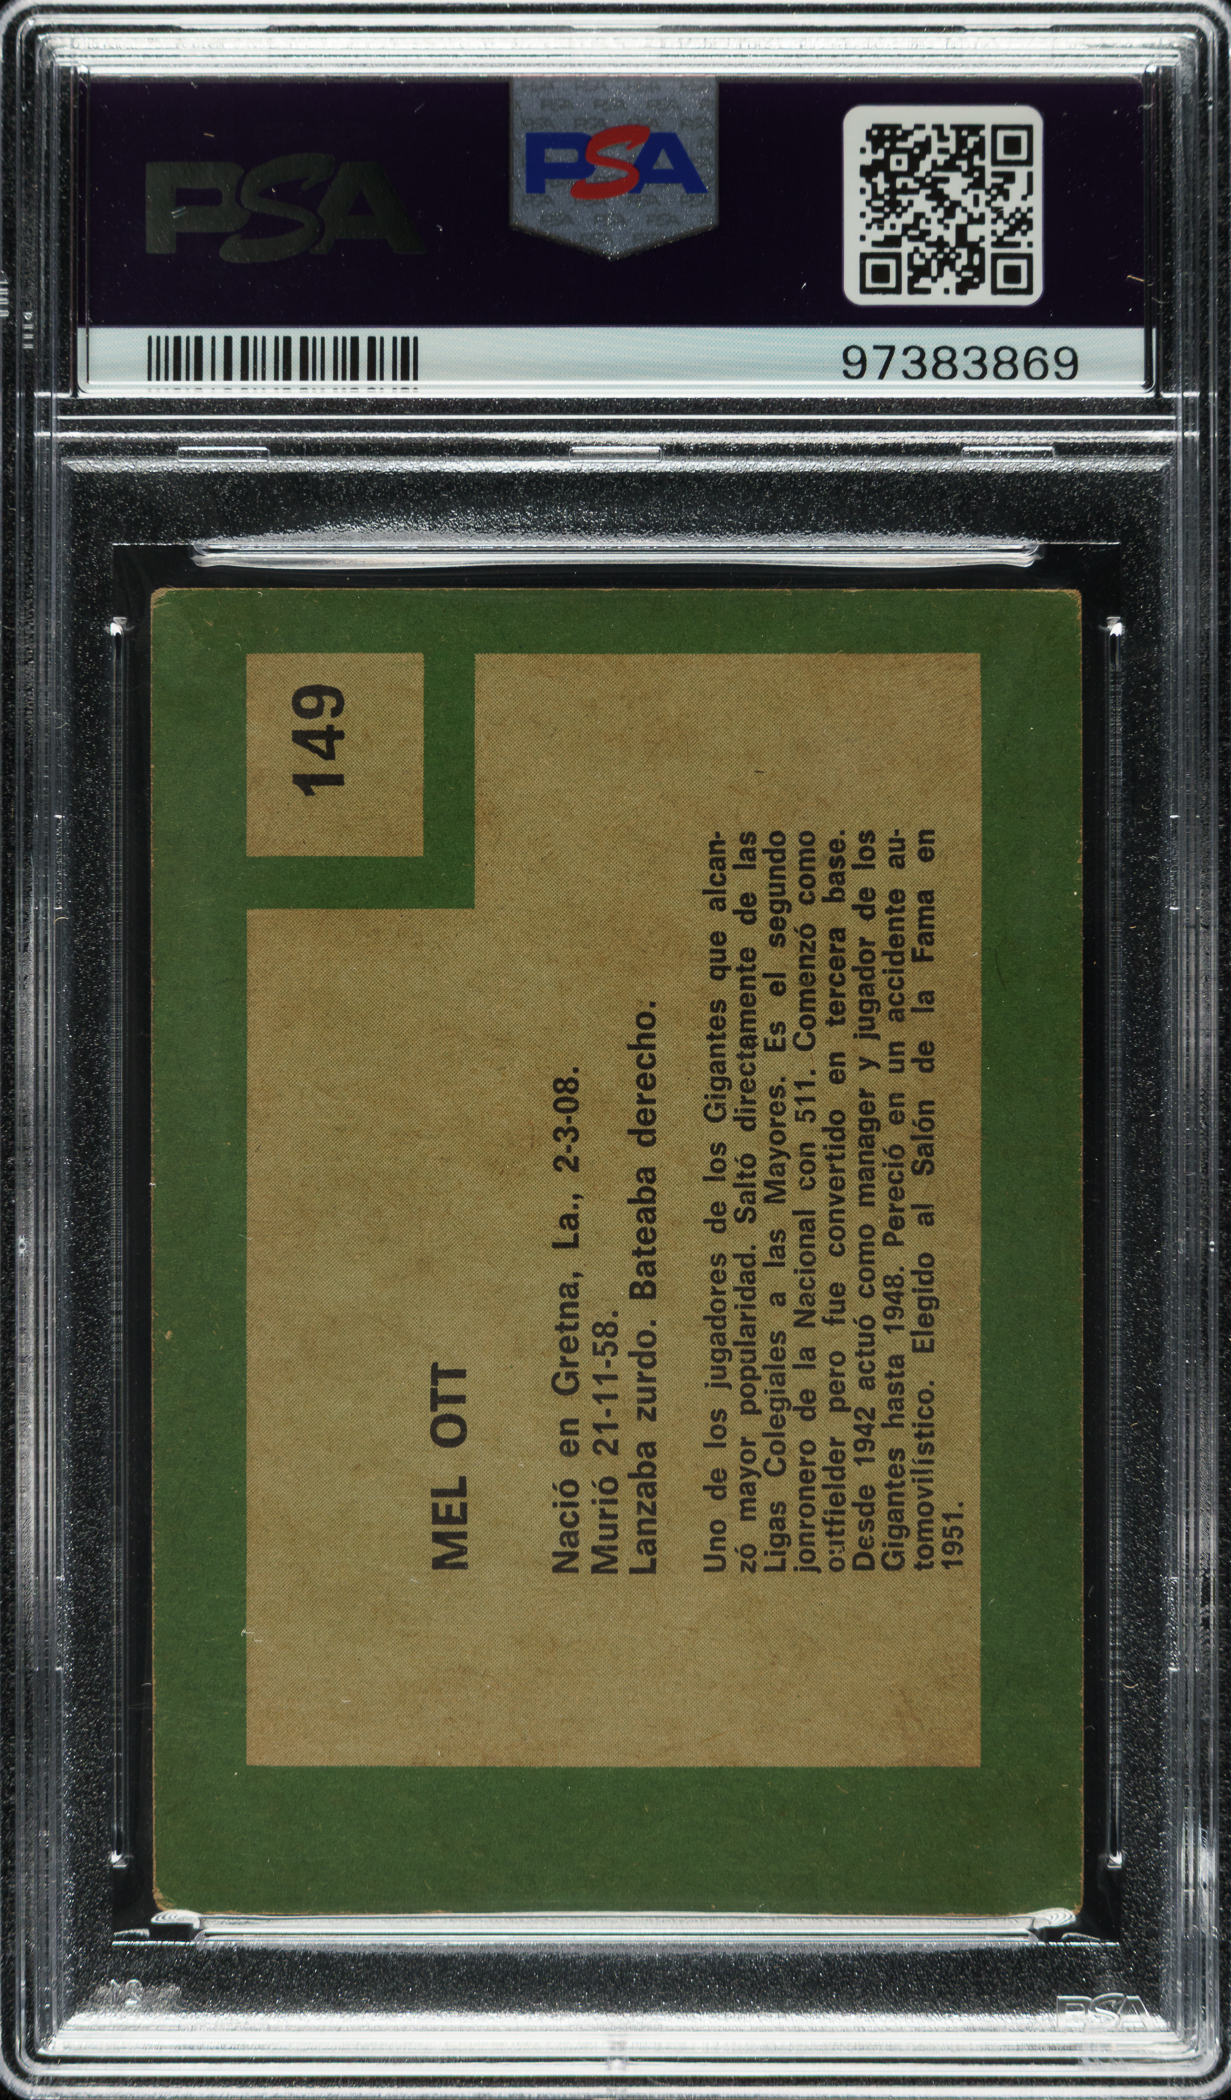 PSA
PSA
97383869
149
MEL OTT
Nació en Gretna, La., 2-3-08.
Murió 21-11-58.
Lanzaba zurdo. Bateaba derecho.
Uno de los jugadores de los Gigantes que alcan-
zó mayor popularidad. Saltó directamente de las
Ligas Colegiales a las Mayores. Es el segundo
jonronero de la Nacional con 511. Comenzó como
outfielder pero fue convertido en tercera base.
Desde 1942 actuó como manager y jugador de los
Gigantes hasta 1948. Pereció en un accidente au-
tomovilístico. Elegido al Salón de la Fama en
1951.
PSA